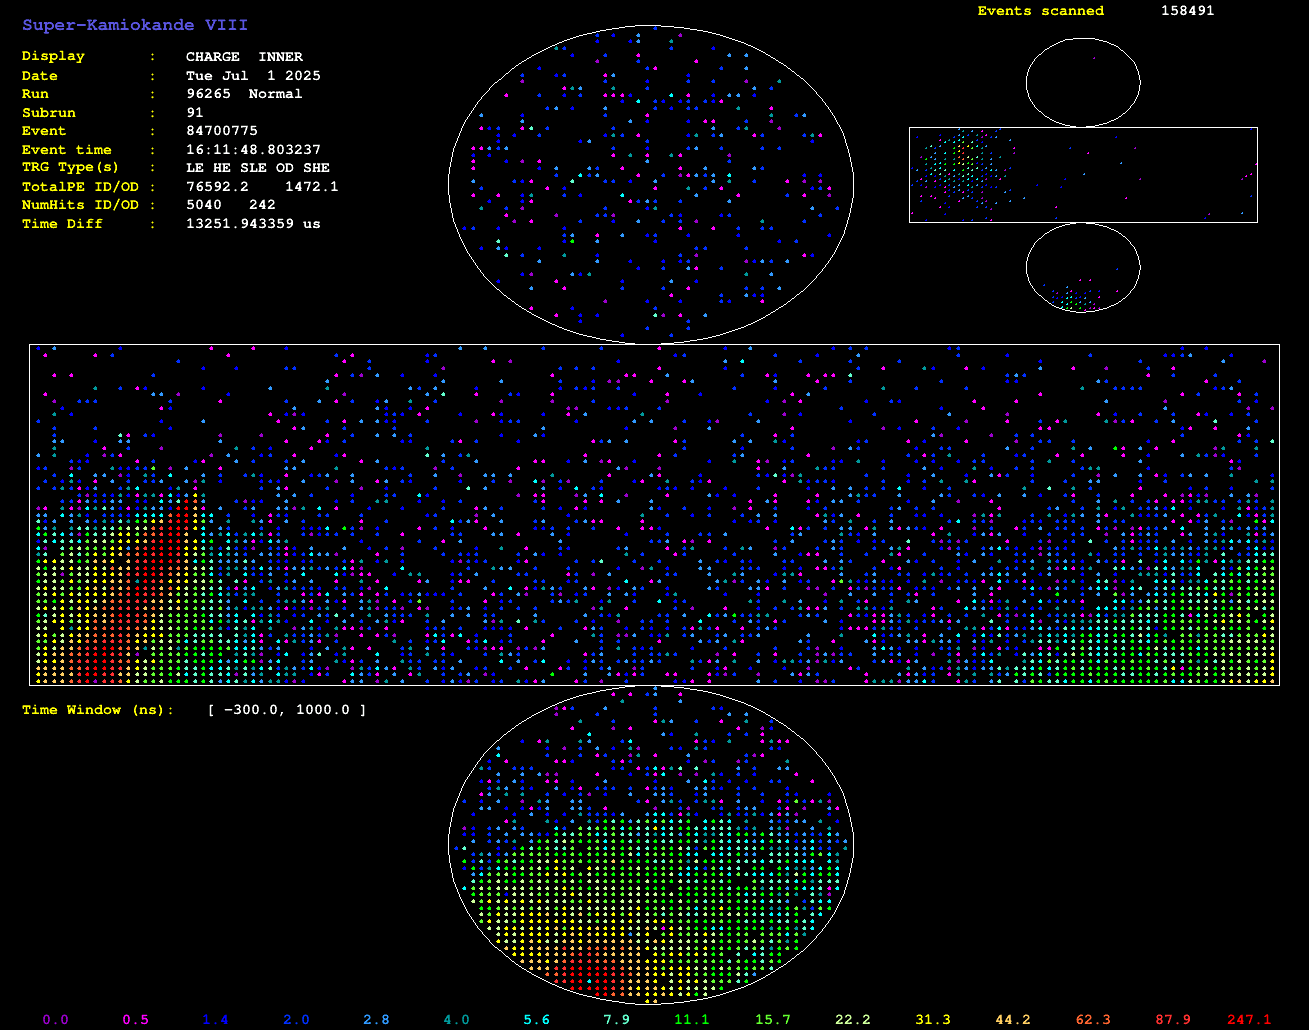 Super-Kamiokande VIII
Events scanned 158491
Display : CHARGE INNER
Date : Tue Jul 1 2025
Run : 96265 Normal
Subrun : 91
Event : 84700775
Event time : 16:11:48.803237
TRG Type(s) : LE HE SLE OD SHE
TotalPE ID/OD : 76592.2 1472.1
NumHits ID/OD : 5040 242
Time Diff : 13251.943359 us
Time Window (ns): [ -300.0, 1000.0 ]
0.0 0.5 1.4 2.0 2.8 4.0 5.6 7.9 11.1 15.7 22.2 31.3 44.2 62.3 87.9 247.1